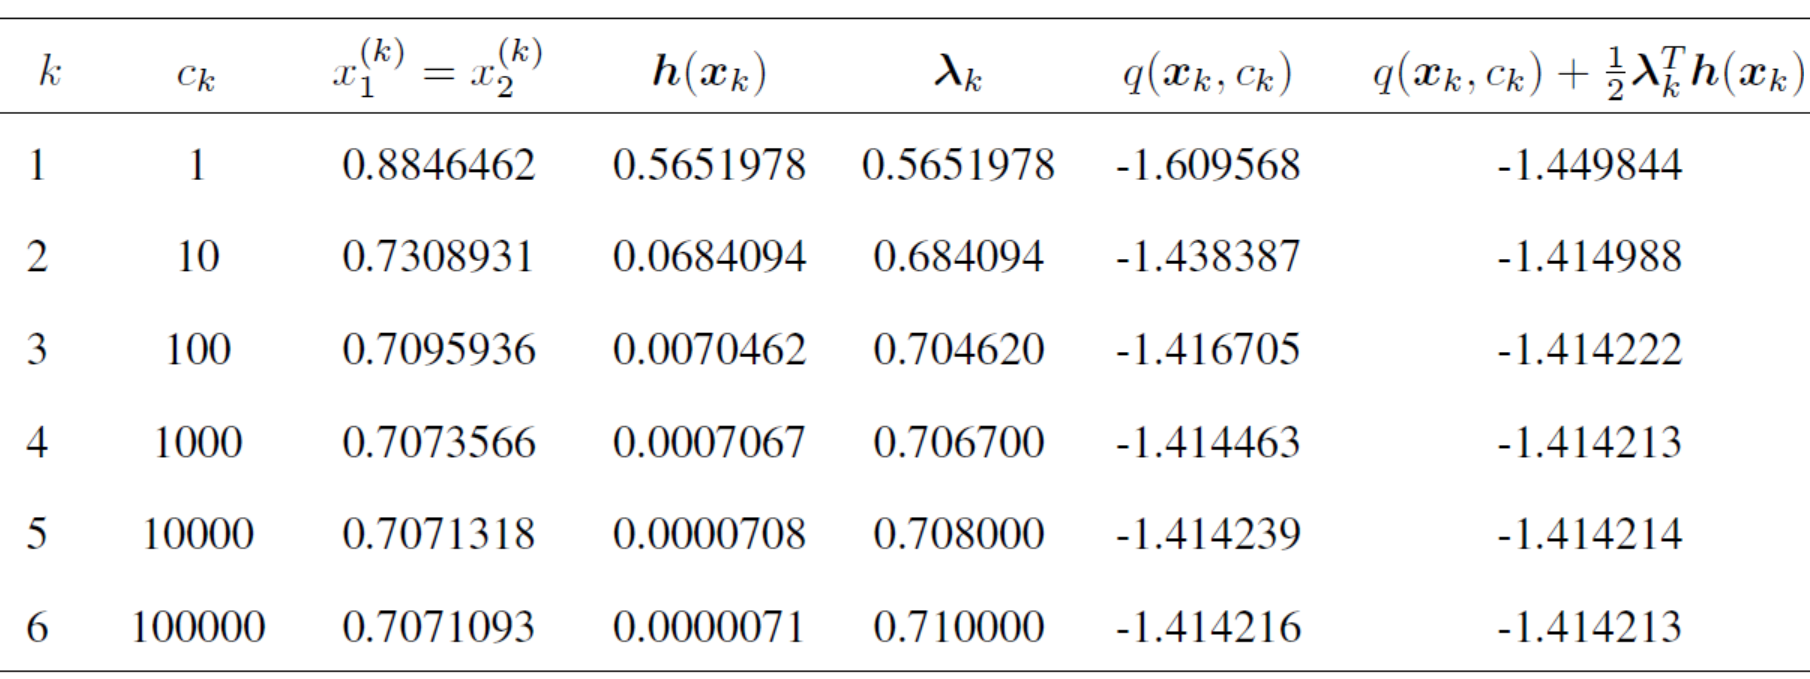 k c_k x_1^{(k)} = x_2^{(k)} h(x_k) λ_k q(x_k, c_k) q(x_k, c_k) + \frac{1}{2}λ_k^T h(x_k)
1 1 0.8846462 0.5651978 0.5651978 -1.609568 -1.449844
2 10 0.7308931 0.0684094 0.684094 -1.438387 -1.414988
3 100 0.7095936 0.0070462 0.704620 -1.416705 -1.414222
4 1000 0.7073566 0.0007067 0.706700 -1.414463 -1.414213
5 10000 0.7071318 0.0000708 0.708000 -1.414239 -1.414214
6 100000 0.7071093 0.0000071 0.710000 -1.414216 -1.414213